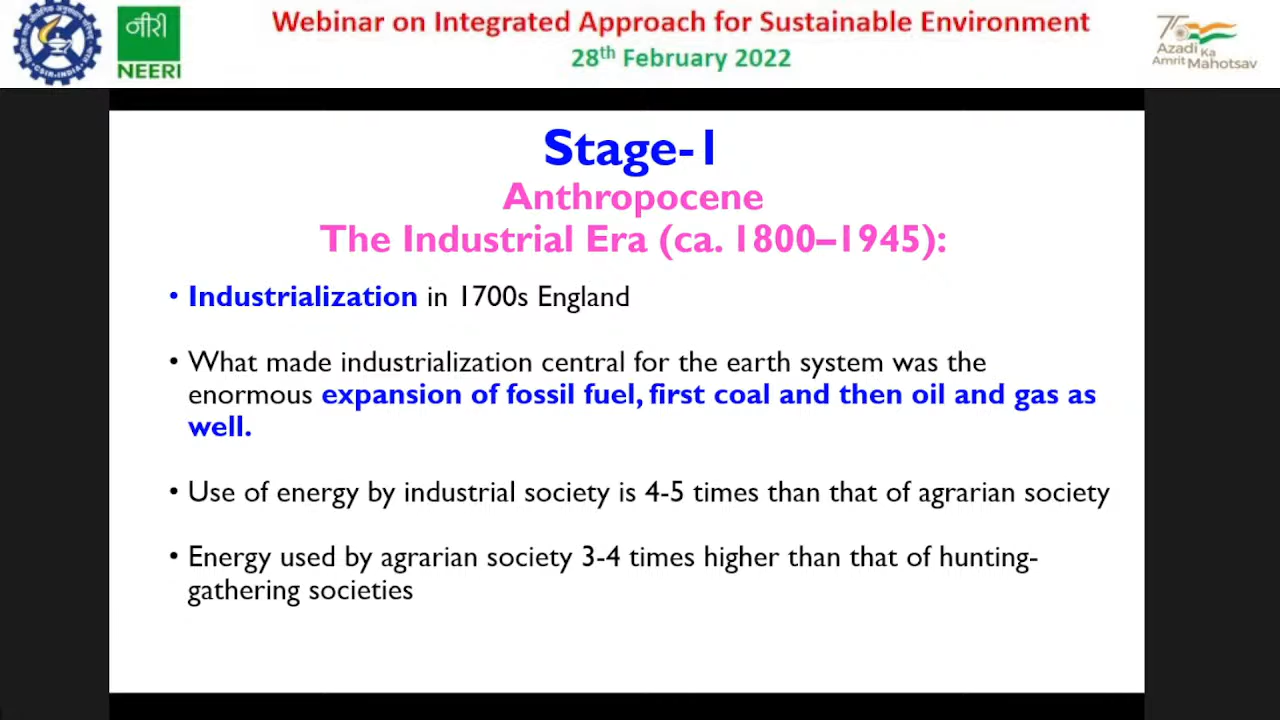 Webinar on Integrated Approach for Sustainable Environment
28th February 2022
नीरी
NEERI
CSIR-INDIA
75
Azadi Ka
Amrit Mahotsav
Stage-1
Anthropocene
The Industrial Era (ca. 1800–1945):
• Industrialization in 1700s England
• What made industrialization central for the earth system was the
enormous expansion of fossil fuel, first coal and then oil and gas as
well.
• Use of energy by industrial society is 4-5 times than that of agrarian society
• Energy used by agrarian society 3-4 times higher than that of hunting-
gathering societies